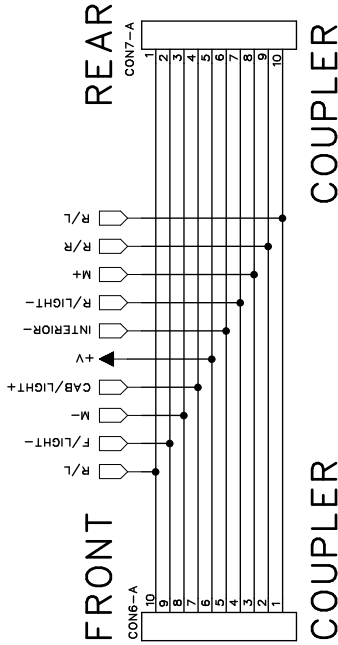 REAR
CON7-A
1
2
3
4
5
6
7
8
9
10
COUPLER
R/L
R/R
M+
R/LIGHT-
INTERIOR-
+V
CAB/LIGHT+
M-
F/LIGHT-
R/L
FRONT
CON6-A
10
9
8
7
6
5
4
3
2
1
COUPLER